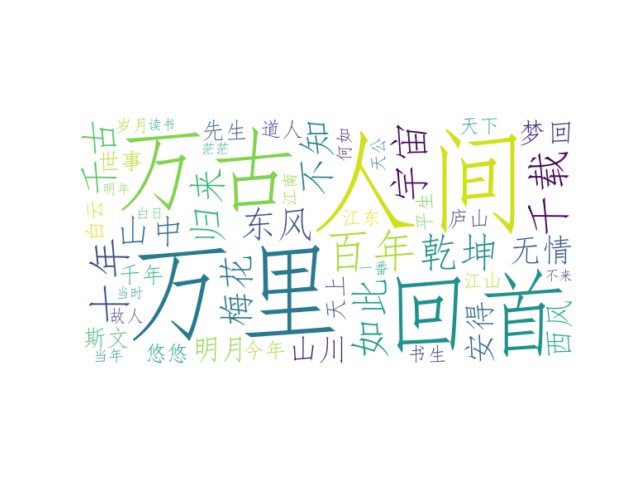 岁月
读书
先生
道人
何如
天公
天下
梦回
千古
世事
明年
万古
茫茫
不知
人间
宇宙
千载
白云
白日
山中
归来
江南
东风
江东
平生
庐山
十年
千年
当时
故人
万里
梅花
百年
一番
乾坤
无情
江山
不来
天上
如此
回首
安得
西风
斯文
当年
悠悠
明月
今年
山川
书生